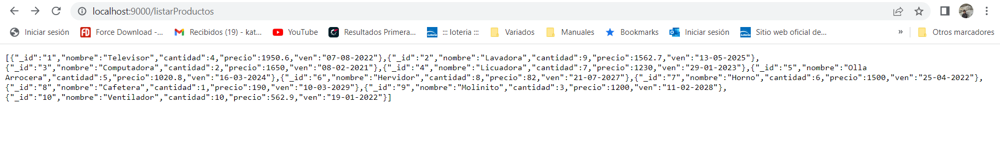 localhost:9000/listarProductos
Iniciar sesión FD Force Download -... Recibidos (19) - kat... YouTube Resultados Primera... Loteria ::: loteria ::: Variados Manuales Bookmarks Iniciar sesión Loteria Sitio web oficial de... » Otros marcadores
[{"_id":"1","nombre":"Televisor","cantidad":4,"precio":1950.6,"ven":"07-08-2022"},{"_id":"2","nombre":"Lavadora","cantidad":9,"precio":1562.7,"ven":"13-05-2025"},
{"_id":"3","nombre":"Computadora","cantidad":2,"precio":1650,"ven":"08-02-2021"},{"_id":"4","nombre":"Licuadora","cantidad":7,"precio":1230,"ven":"29-01-2023"},{"_id":"5","nombre":"Olla
Arrocera","cantidad":5,"precio":1020.8,"ven":"16-03-2024"},{"_id":"6","nombre":"Hervidor","cantidad":8,"precio":82,"ven":"21-07-2027"},{"_id":"7","nombre":"Horno","cantidad":6,"precio":1500,"ven":"25-04-2022"},
{"_id":"8","nombre":"Cafetera","cantidad":1,"precio":190,"ven":"10-03-2029"},{"_id":"9","nombre":"Molinito","cantidad":3,"precio":1200,"ven":"11-02-2028"},
{"_id":"10","nombre":"Ventilador","cantidad":10,"precio":562.9,"ven":"19-01-2022"}]